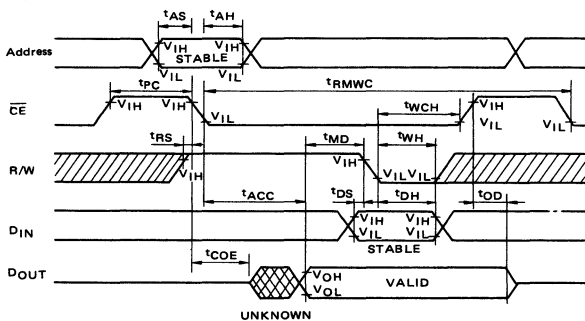 tAS tAH
Address VIH VIH
STABLE
VIL VIL
tPC tRMWC
CE VIH VIH tWCH VIH
VIL VIL VIL
tRS tMD tWH
R/W VIH VIL VIL
VIH
tACC tDS tDH tOD
DIN VIH VIH
VIL VIL
STABLE
tCOE
DOUT VOH
VOL VALID
UNKNOWN